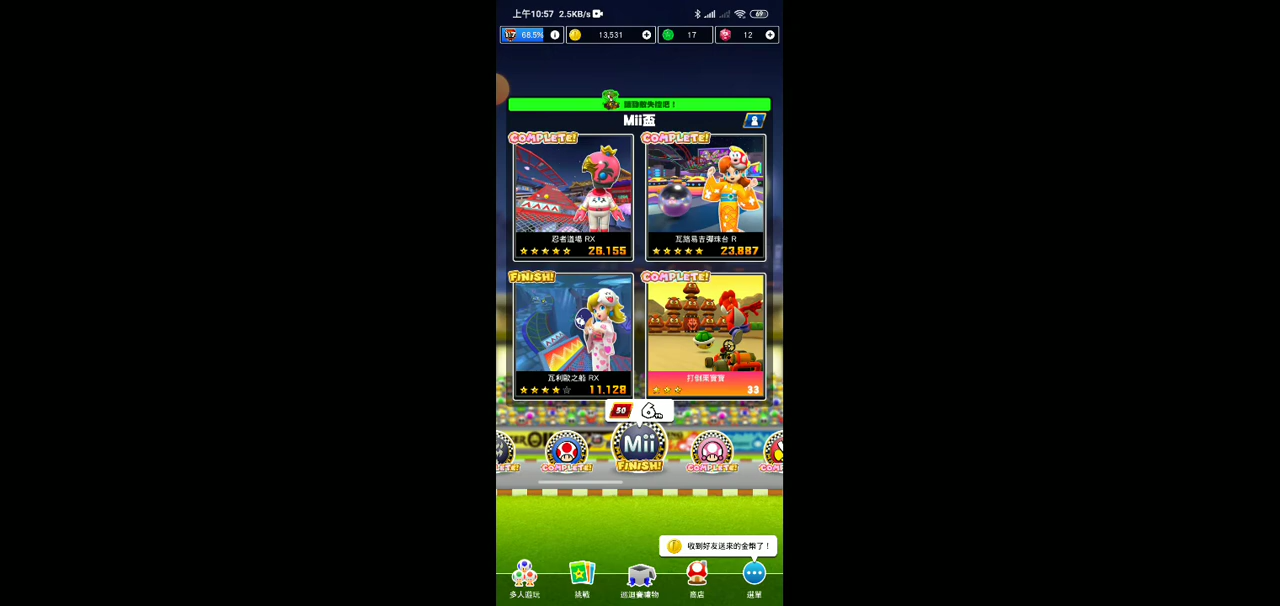 上午10:57 2.5KB/s 69
117 68.5% 13,531 17 12
Mii盃
COMPLETE! COMPLETE!
忍者道場 RX 瓦路易吉彈珠台 R
26,155 23,887
FINISH! COMPLETE!
瓦利歐之船 RX 打倒栗寶寶
11,128 33
50 6m
Mii
COMPLETE! FINISH! COMPLETE!
收到好友送來的金幣了！
多人遊玩 挑戰 巡迴賽禮物 商店 選單